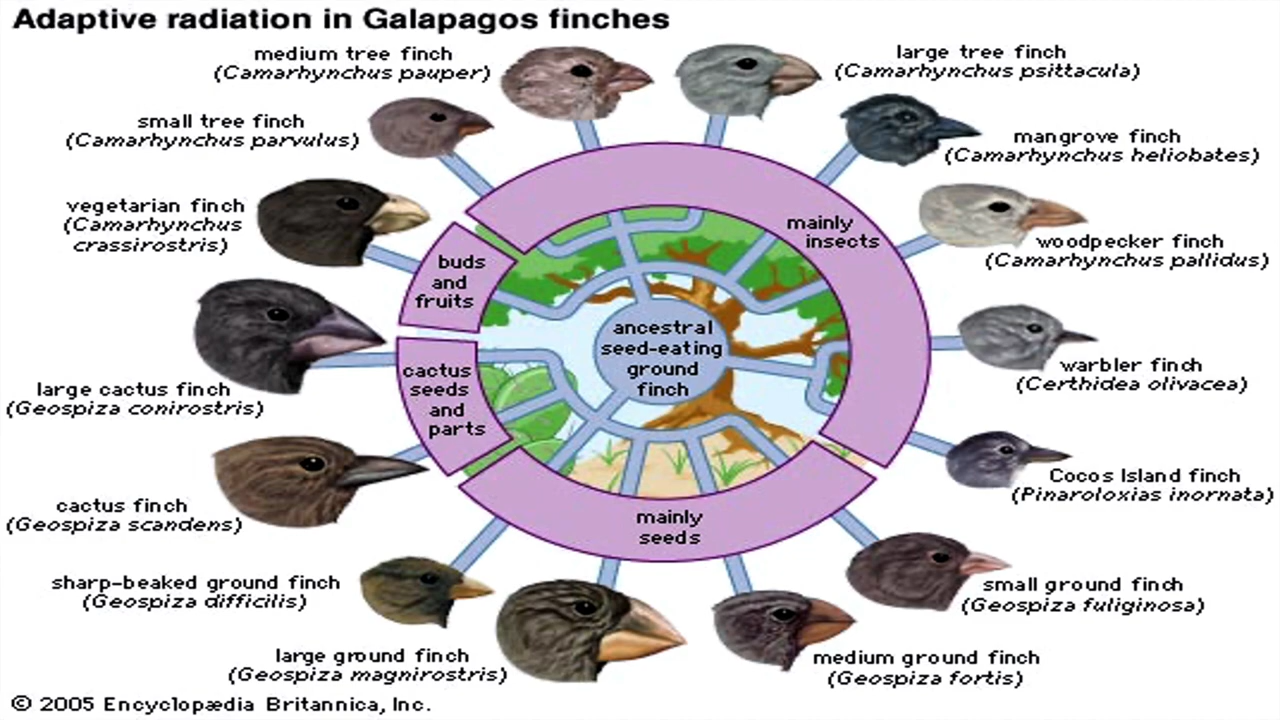 Adaptive radiation in Galapagos finches
medium tree finch
(Camarhynchus pauper)
large tree finch
(Camarhynchus psittacula)
small tree finch
(Camarhynchus parvulus)
mangrove finch
(Camarhynchus heliobates)
vegetarian finch
(Camarhynchus
crassirostris)
mainly
insects
woodpecker finch
(Camarhynchus pallidus)
buds
and
fruits
ancestral
seed-eating
ground
finch
warbler finch
(Certhidea olivacea)
large cactus finch
(Geospiza conirostris)
cactus
seeds
and
parts
Cocos Island finch
(Pinaroloxias inornata)
cactus finch
(Geospiza scandens)
mainly
seeds
sharp-beaked ground finch
(Geospiza difficilis)
small ground finch
(Geospiza fuliginosa)
large ground finch
(Geospiza magnirostris)
medium ground finch
(Geospiza fortis)
© 2005 Encyclopædia Britannica, Inc.